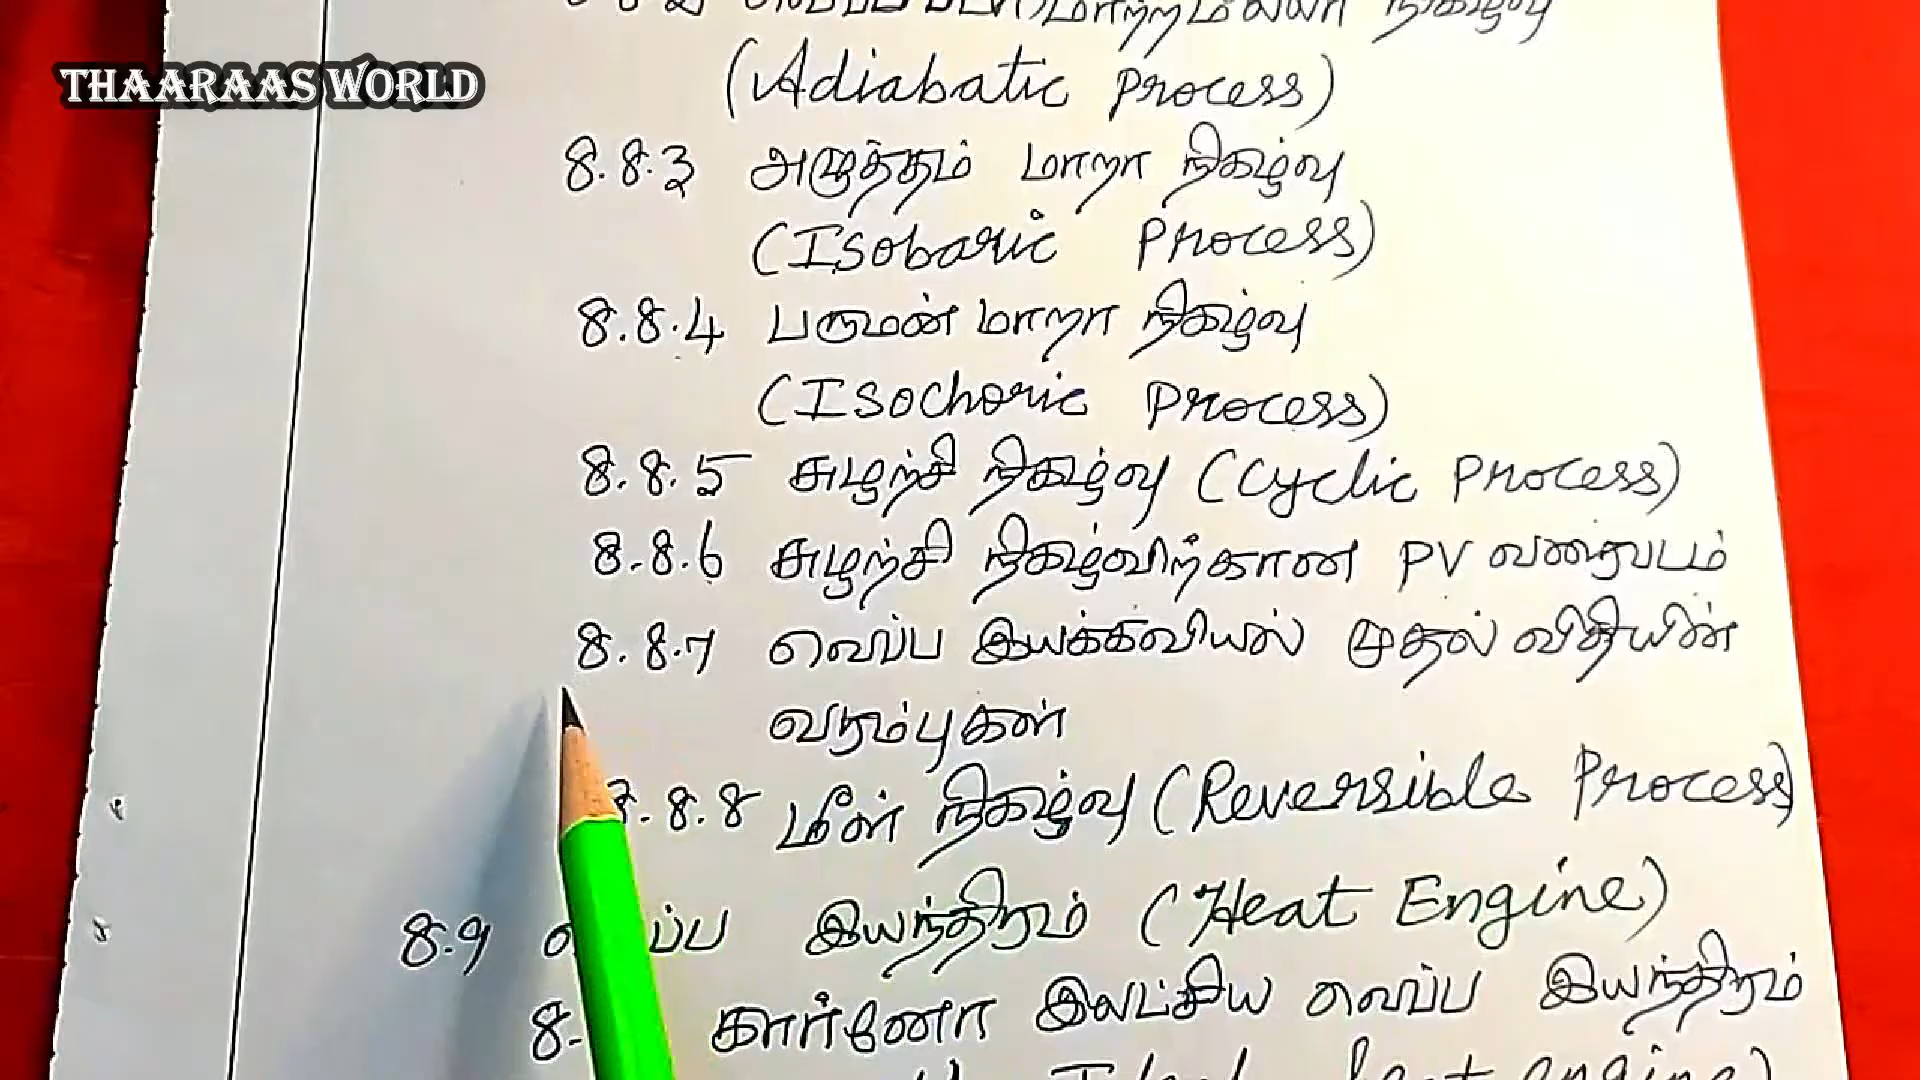 THAARAAS WORLD
நிகழ்வு
(Adiabatic Process)
8.8.3 அழுத்தம் மாறா நிகழ்வு
(Isobaric Process)
8.8.4 பருமன் மாறா நிகழ்வு
(Isochoric Process)
8.8.5 சுழற்சி நிகழ்வு (Cyclic Process)
8.8.6 சுழற்சி நிகழ்விற்கான PV வரைபடம்
8.8.7 வெப்ப இயக்கவியல் முதல் விதியின்
வரம்புகள்
8.8 மீள் நிகழ்வு (Reversible Process)
8.9 இயந்திரம் (Heat Engine)
கார்னோ இலட்சிய வெப்ப இயந்திரம்